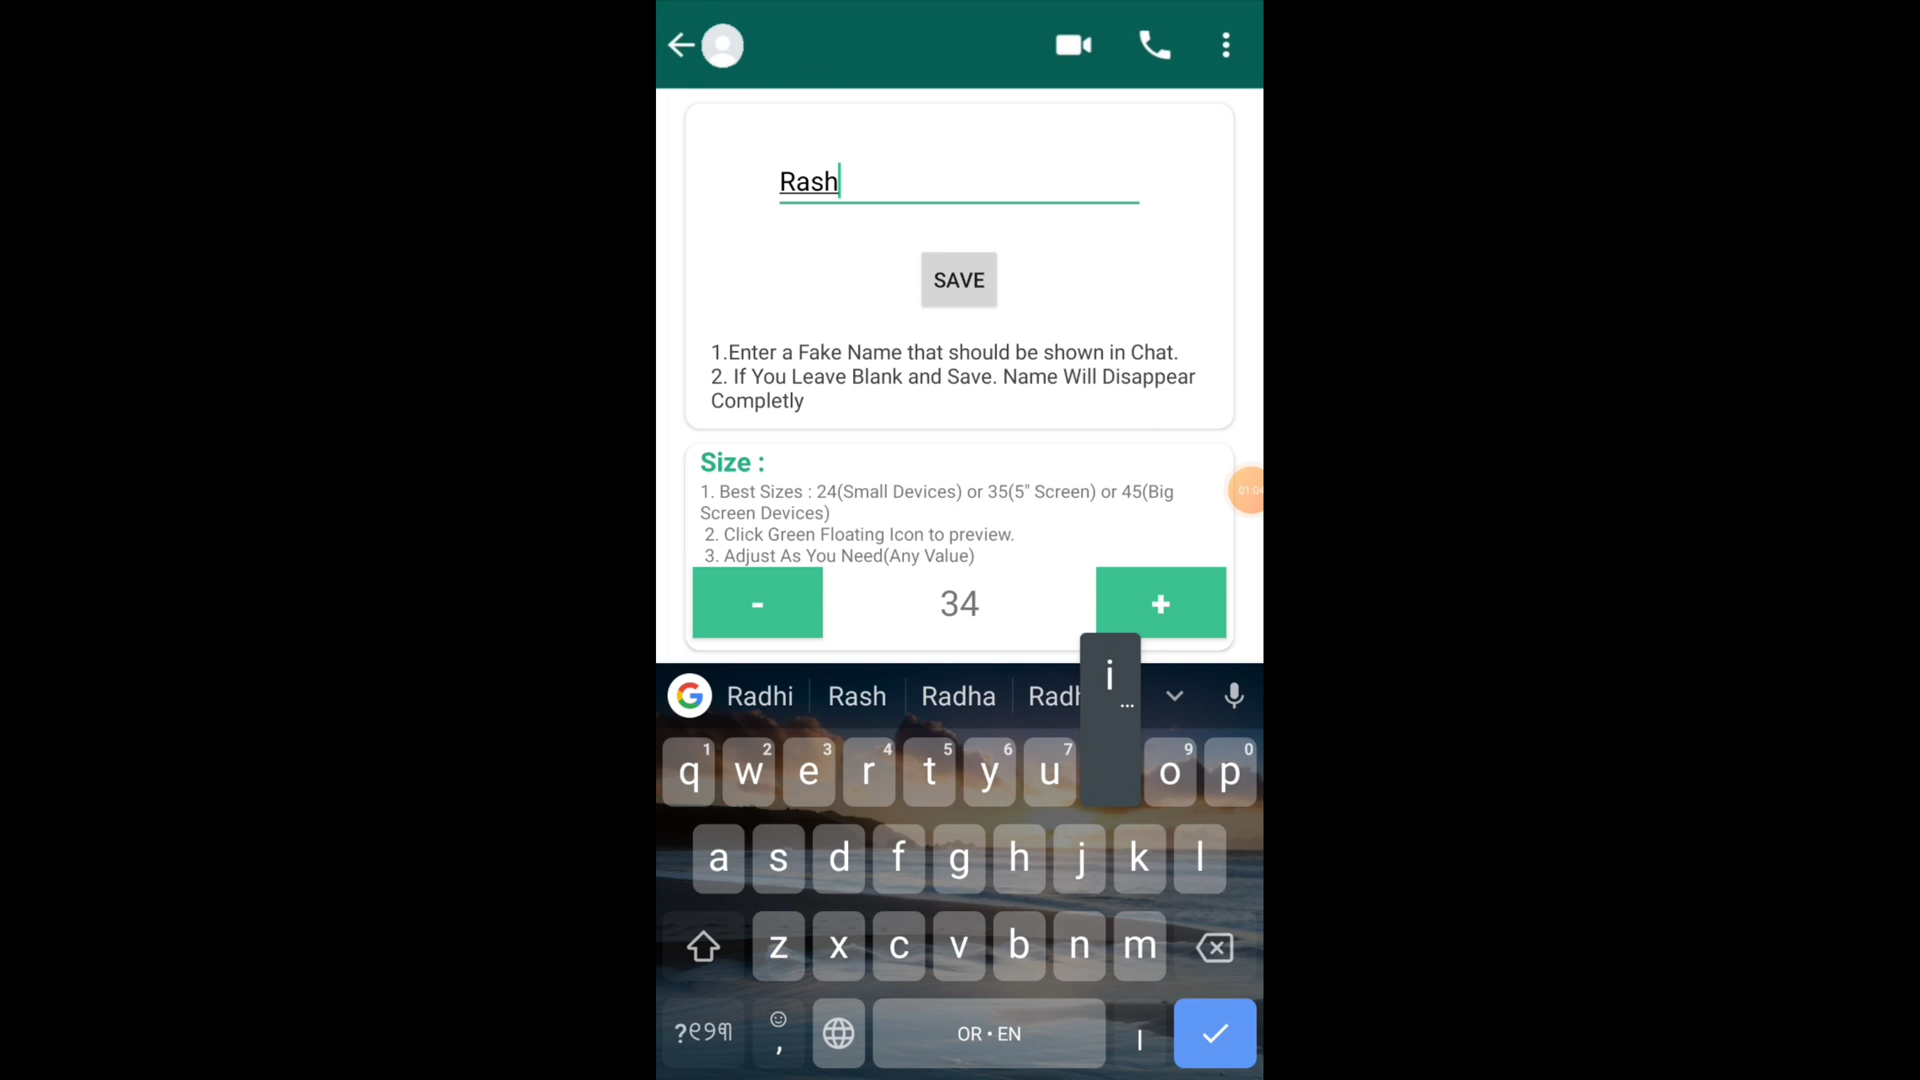 Rash
SAVE
1.Enter a Fake Name that should be shown in Chat.
2. If You Leave Blank and Save. Name Will Disappear
Completly
Size :
1. Best Sizes : 24(Small Devices) or 35(5" Screen) or 45(Big
Screen Devices)
2. Click Green Floating Icon to preview.
3. Adjust As You Need(Any Value)
- 34 +
i
...
Radhi Rash Radha
1 2 3 4 5 6 7 9 0
q w e r t y u o p
a s d f g h j k l
z x c v b n m
?୧୨୩ , OR • EN ।